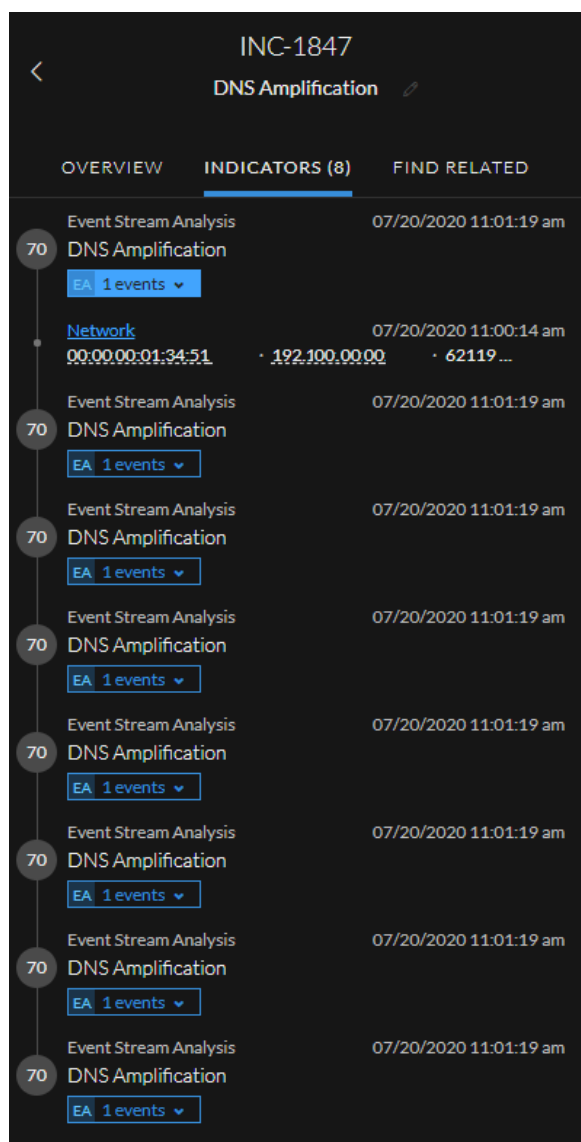 INC-1847
DNS Amplification
OVERVIEW INDICATORS (8) FIND RELATED
Event Stream Analysis 07/20/2020 11:01:19 am
70 DNS Amplification
EA 1 events
Network 07/20/2020 11:00:14 am
00:00:00:01:34:51 · 192.100.00:00: · 62119 ...
Event Stream Analysis 07/20/2020 11:01:19 am
70 DNS Amplification
EA 1 events
Event Stream Analysis 07/20/2020 11:01:19 am
70 DNS Amplification
EA 1 events
Event Stream Analysis 07/20/2020 11:01:19 am
70 DNS Amplification
EA 1 events
Event Stream Analysis 07/20/2020 11:01:19 am
70 DNS Amplification
EA 1 events
Event Stream Analysis 07/20/2020 11:01:19 am
70 DNS Amplification
EA 1 events
Event Stream Analysis 07/20/2020 11:01:19 am
70 DNS Amplification
EA 1 events
Event Stream Analysis 07/20/2020 11:01:19 am
70 DNS Amplification
EA 1 events